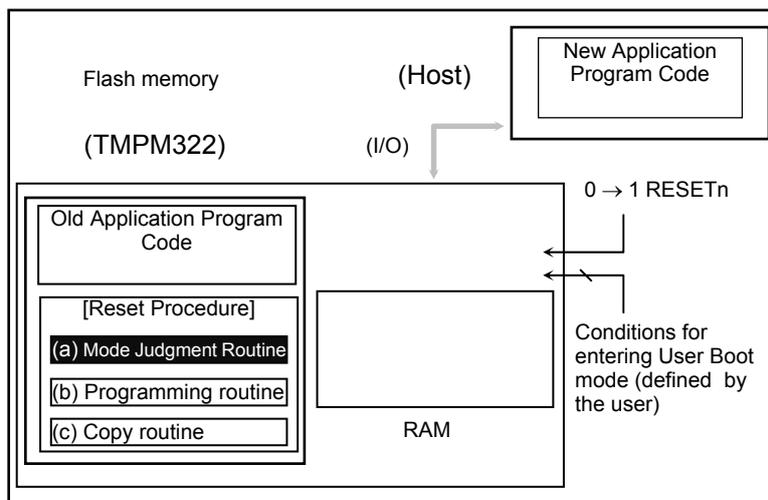 New Application
Program Code
(Host)
Flash memory
(TMPM322)
(I/O)
0 → 1 RESETn
Old Application Program
Code
[Reset Procedure]
(a) Mode Judgment Routine
(b) Programming routine
(c) Copy routine
RAM
Conditions for
entering User Boot
mode (defined by
the user)